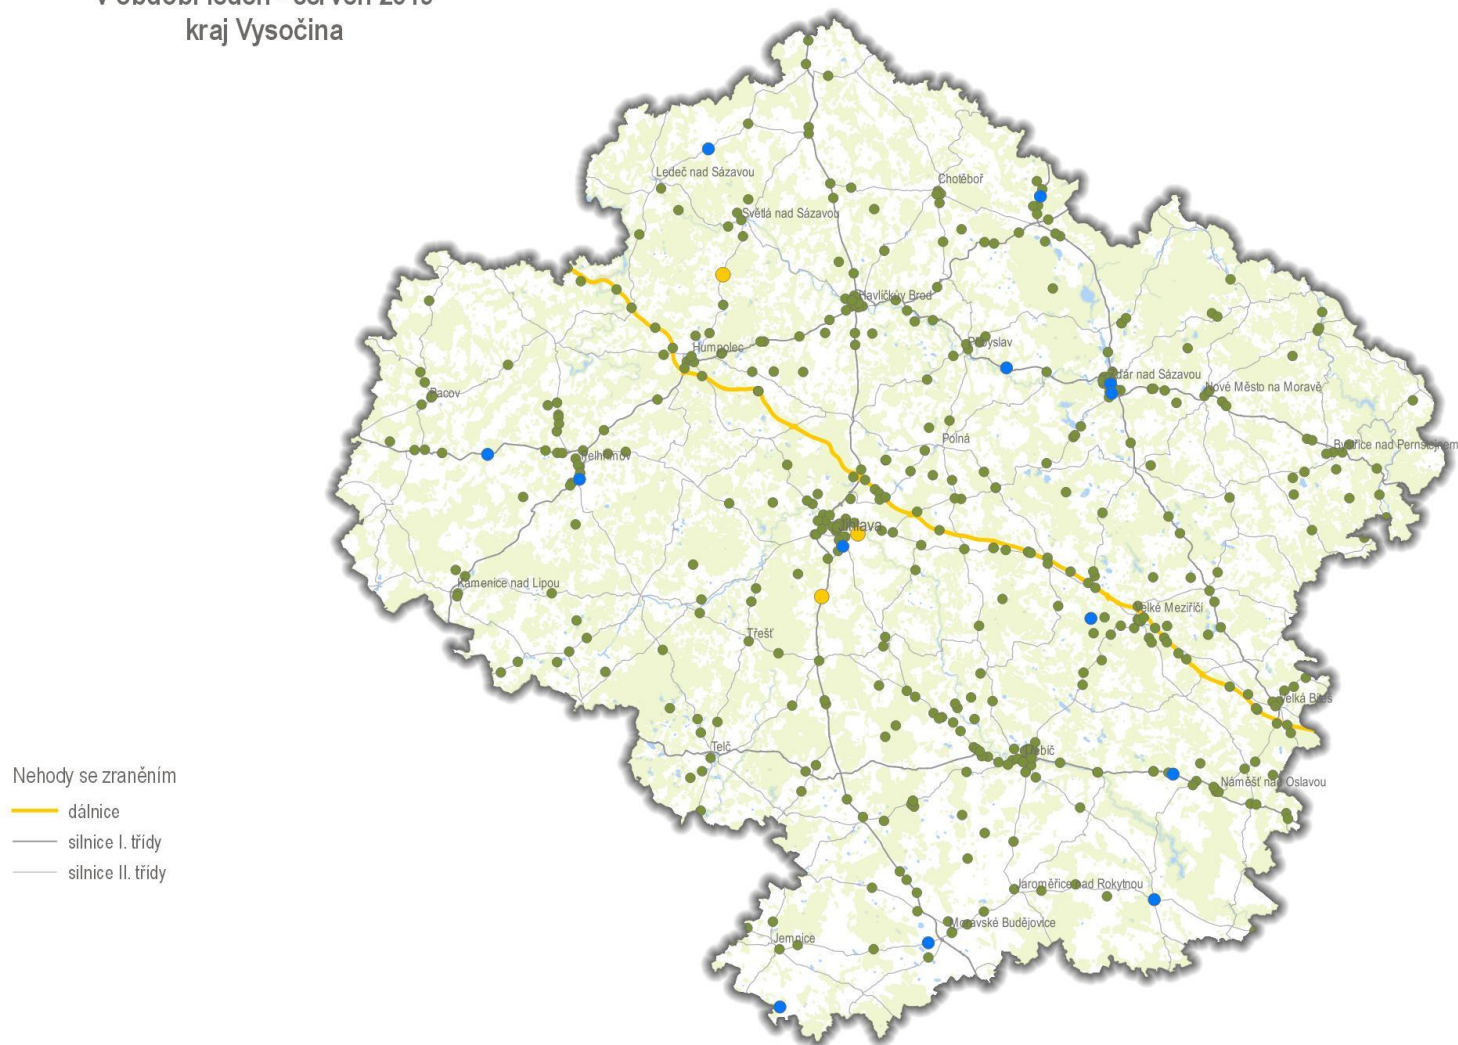 kraj Vysočina
Ledeč nad Sázavou
Chotěboř
Světlá nad Sázavou
Havlíčkův Brod
Humpolec
Přibyslav
Žďár nad Sázavou
Nové Město na Moravě
Pacov
Polná
Bystřice nad Pernštejnem
Pelhřimov
Jihlava
Kamenice nad Lipou
Velké Meziříčí
Třešť
Velká Bíteš
Telč
Třebíč
Náměšť nad Oslavou
Jaroměřice nad Rokytnou
Moravské Budějovice
Jemnice
Nehody se zraněním
dálnice
silnice I. třídy
silnice II. třídy